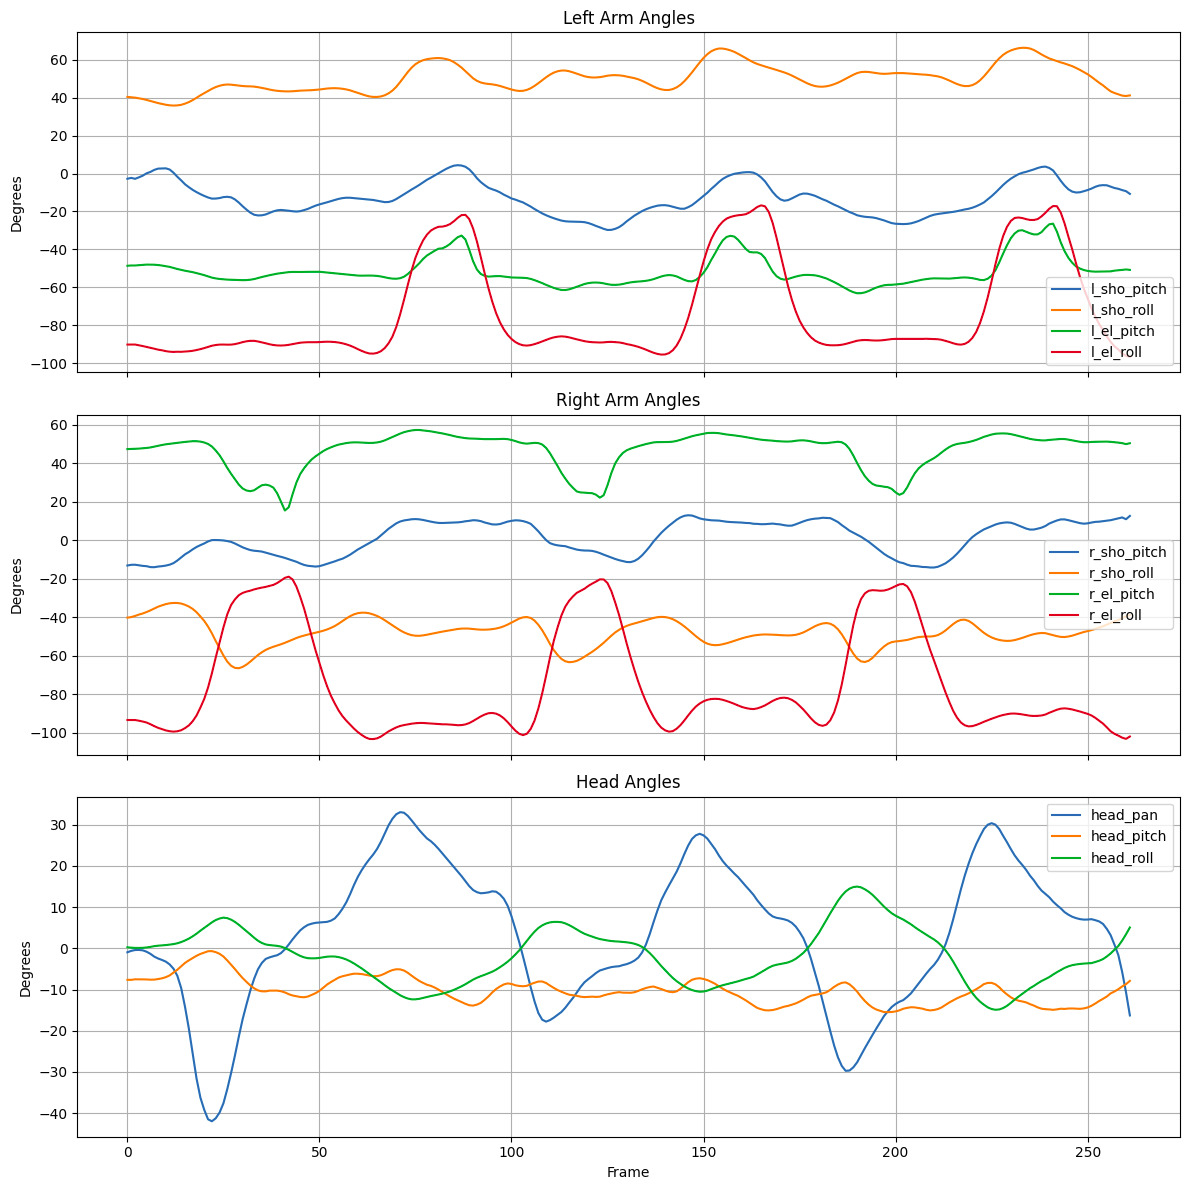 Left Arm Angles
60
40
20
0
−20
−40
−60
−80
−100
Degrees
l_sho_pitch
l_sho_roll
l_el_pitch
l_el_roll
Right Arm Angles
60
40
20
0
−20
−40
−60
−80
−100
Degrees
r_sho_pitch
r_sho_roll
r_el_pitch
r_el_roll
Head Angles
30
20
10
0
−10
−20
−30
−40
Degrees
head_pan
head_pitch
head_roll
0 50 100 150 200 250
Frame